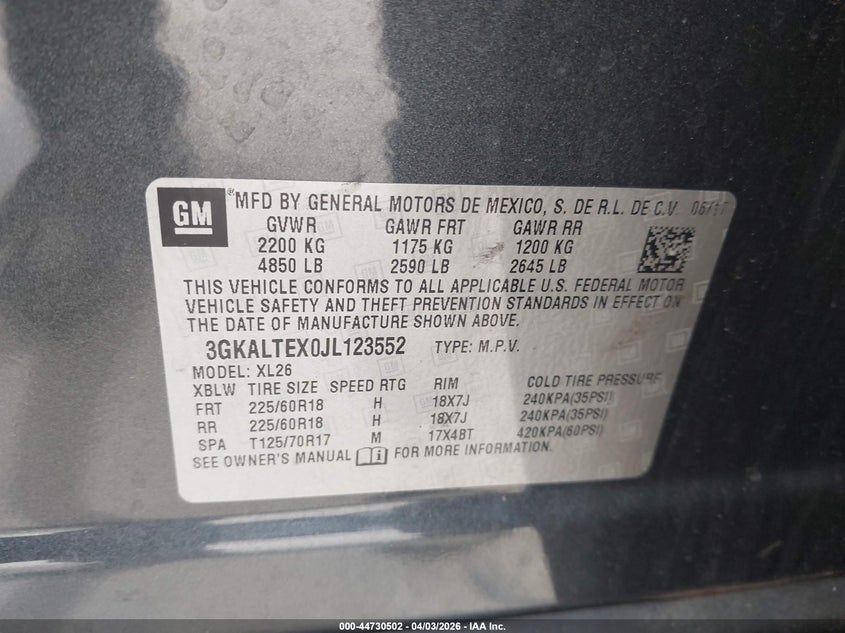 GM ® MFD BY GENERAL MOTORS DE MEXICO, S. DE R.L. DE C.V. 06/17
GVWR GAWR FRT GAWR RR
2200 KG 1175 KG 1200 KG
4850 LB 2590 LB 2645 LB
THIS VEHICLE CONFORMS TO ALL APPLICABLE U.S. FEDERAL MOTOR
VEHICLE SAFETY AND THEFT PREVENTION STANDARDS IN EFFECT ON
THE DATE OF MANUFACTURE SHOWN ABOVE.
3GKALTEX0JL123552 TYPE: M.P.V.
MODEL: XL26
XBLW TIRE SIZE SPEED RTG RIM COLD TIRE PRESSURE
FRT 225/60R18 H 18X7J 240KPA(35PSI)
RR 225/60R18 H 18X7J 240KPA(35PSI)
SPA T125/70R17 M 17X4BT 420KPA(60PSI)
SEE OWNER'S MANUAL FOR MORE INFORMATION.
000-44730502 - 04/03/2026 - IAA Inc.